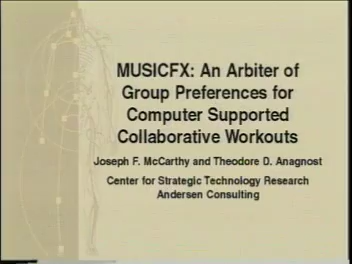 MUSICFX: An Arbiter of
Group Preferences for
Computer Supported
Collaborative Workouts
Joseph F. McCarthy and Theodore D. Anagnost
Center for Strategic Technology Research
Andersen Consulting